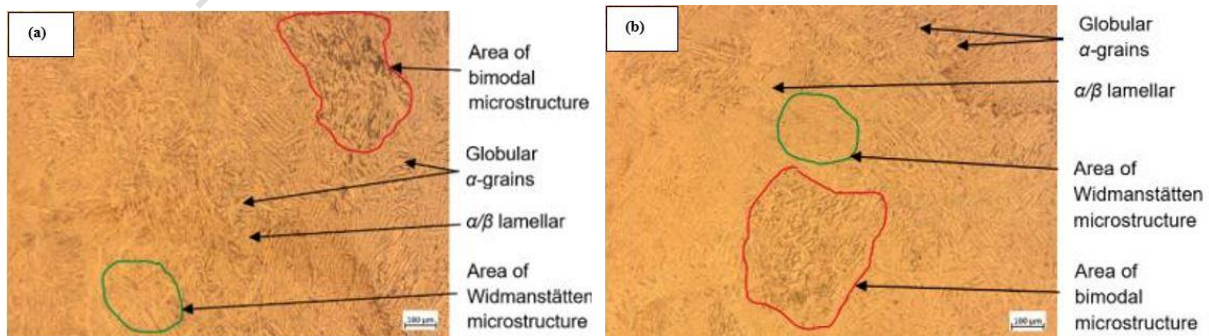 (a)
Area of
bimodal
microstructure
Globular
α-grains
α/β lamellar
Area of
Widmanstätten
microstructure
100 μm
(b)
Globular
α-grains
α/β lamellar
Area of
Widmanstätten
microstructure
Area of
bimodal
microstructure
100 μm